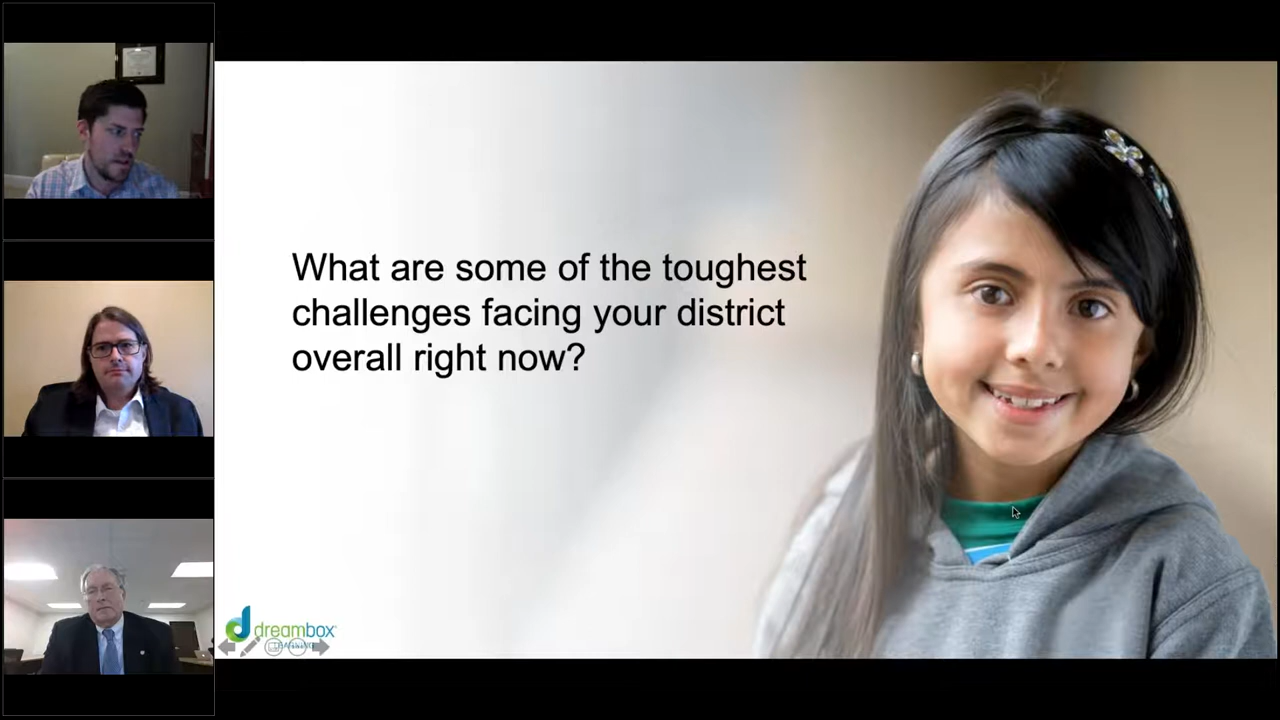 What are some of the toughest
challenges facing your district
overall right now?
dreambox